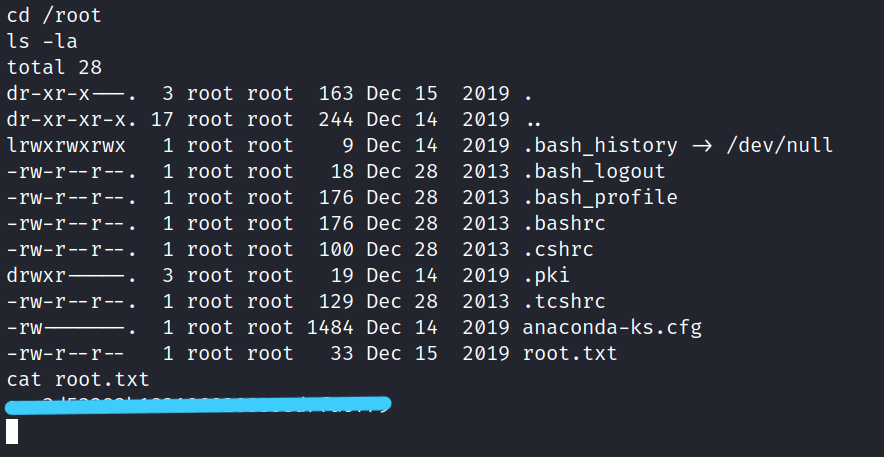 cd /root
ls -la
total 28
dr-xr-x---.  3 root root  163 Dec 15  2019 .
dr-xr-xr-x. 17 root root  244 Dec 14  2019 ..
lrwxrwxrwx   1 root root    9 Dec 14  2019 .bash_history -> /dev/null
-rw-r--r--.  1 root root   18 Dec 28  2013 .bash_logout
-rw-r--r--.  1 root root  176 Dec 28  2013 .bash_profile
-rw-r--r--.  1 root root  176 Dec 28  2013 .bashrc
-rw-r--r--.  1 root root  100 Dec 28  2013 .cshrc
drwxr-----.  3 root root   19 Dec 14  2019 .pki
-rw-r--r--.  1 root root  129 Dec 28  2013 .tcshrc
-rw-------.  1 root root 1484 Dec 14  2019 anaconda-ks.cfg
-rw-r--r--   1 root root   33 Dec 15  2019 root.txt
cat root.txt